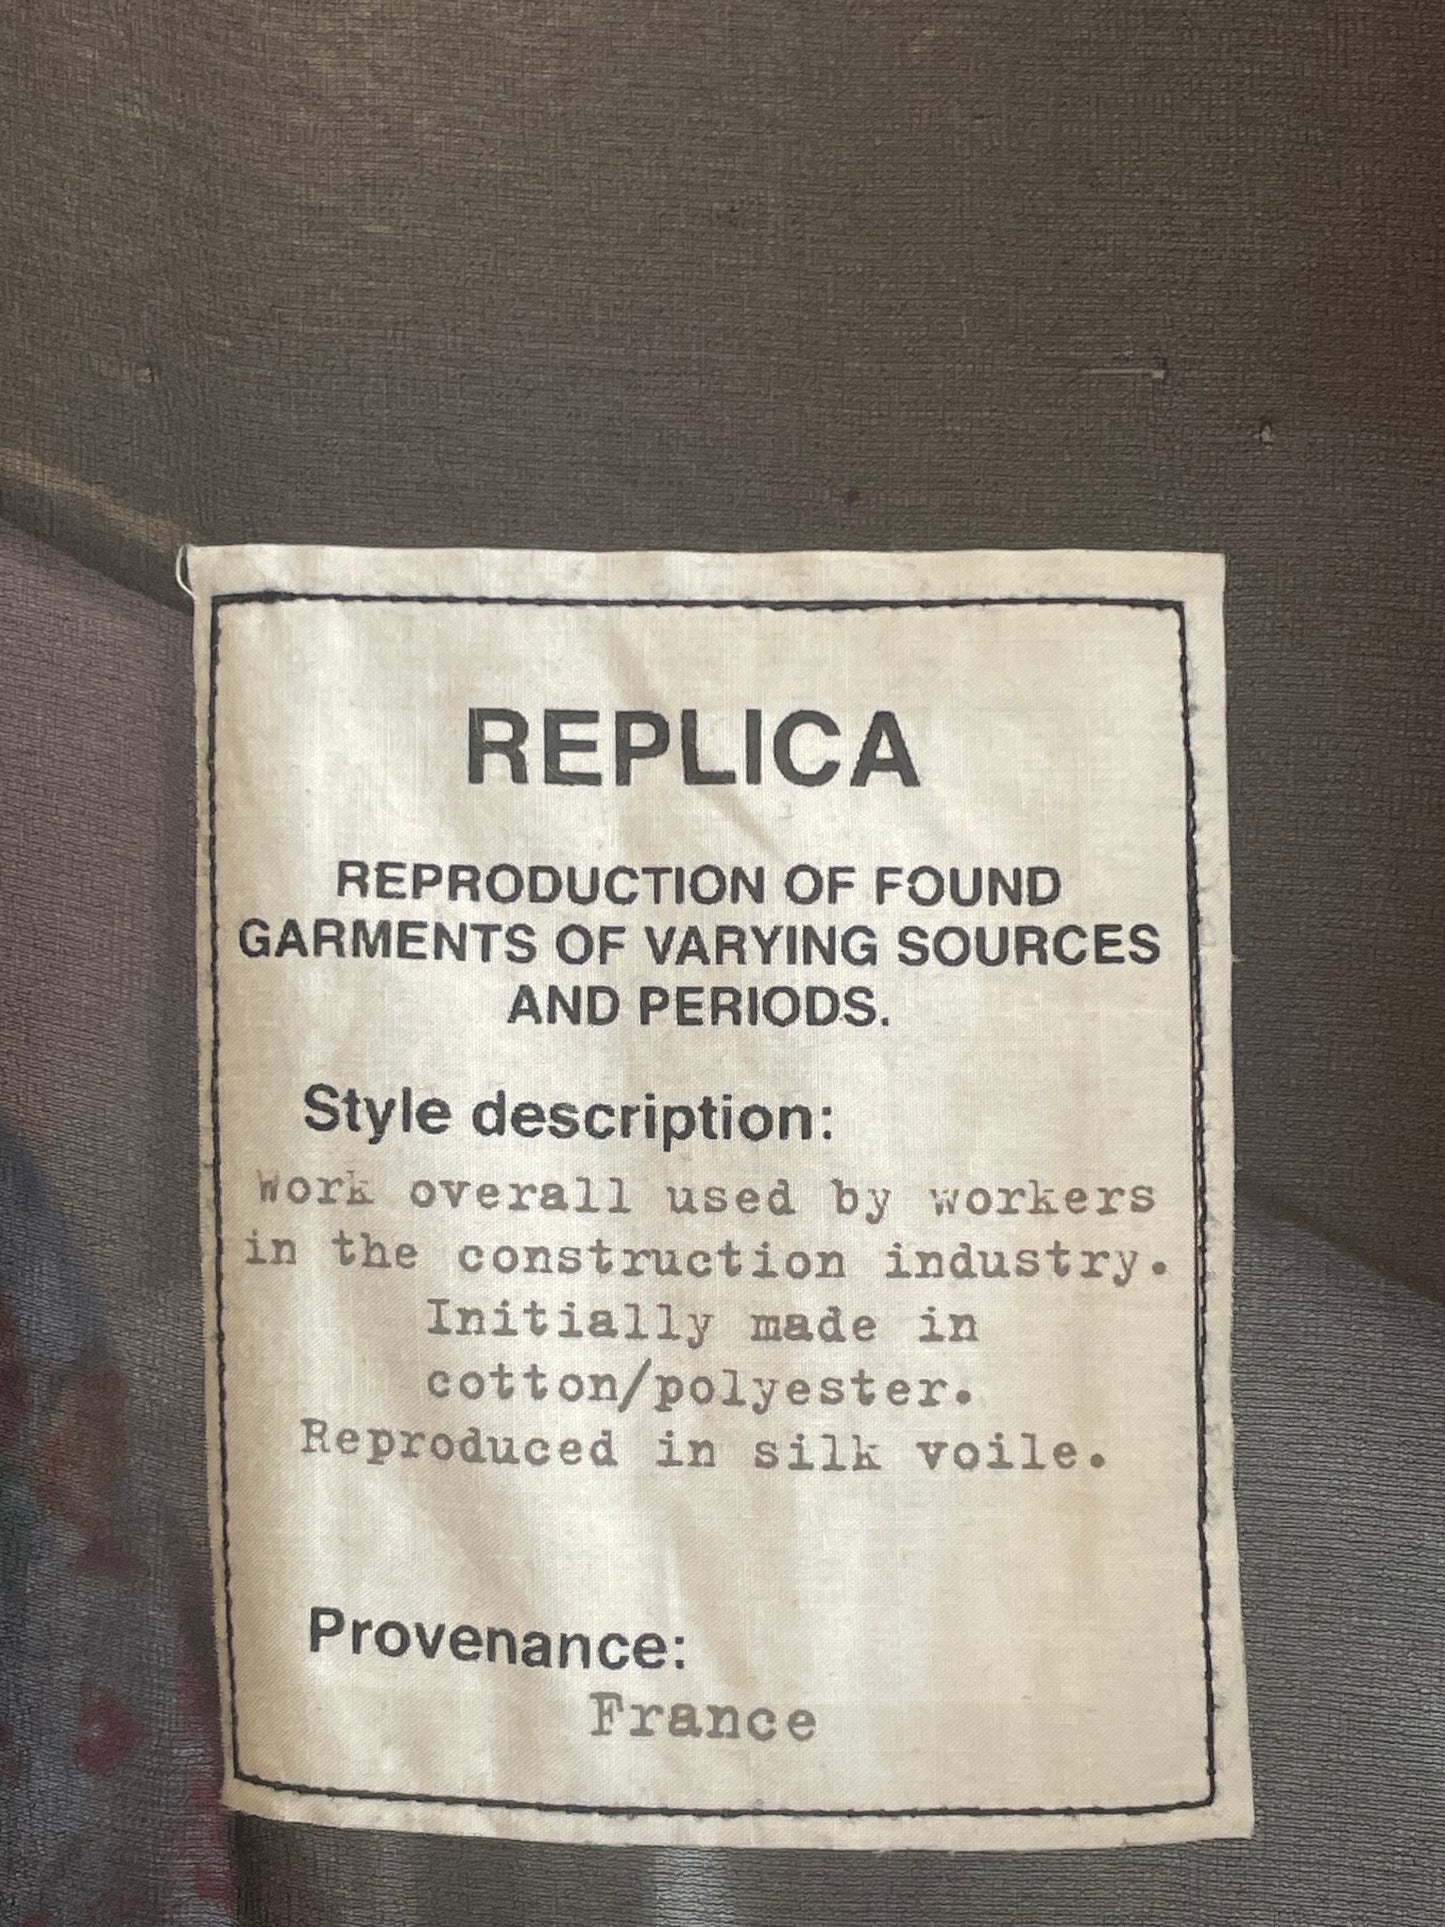 REPLICA
REPRODUCTION OF FOUND
GARMENTS OF VARYING SOURCES
AND PERIODS.
Style description:
Work overall used by workers
in the construction industry.
Initially made in
cotton/polyester.
Reproduced in silk voile.
Provenance:
France